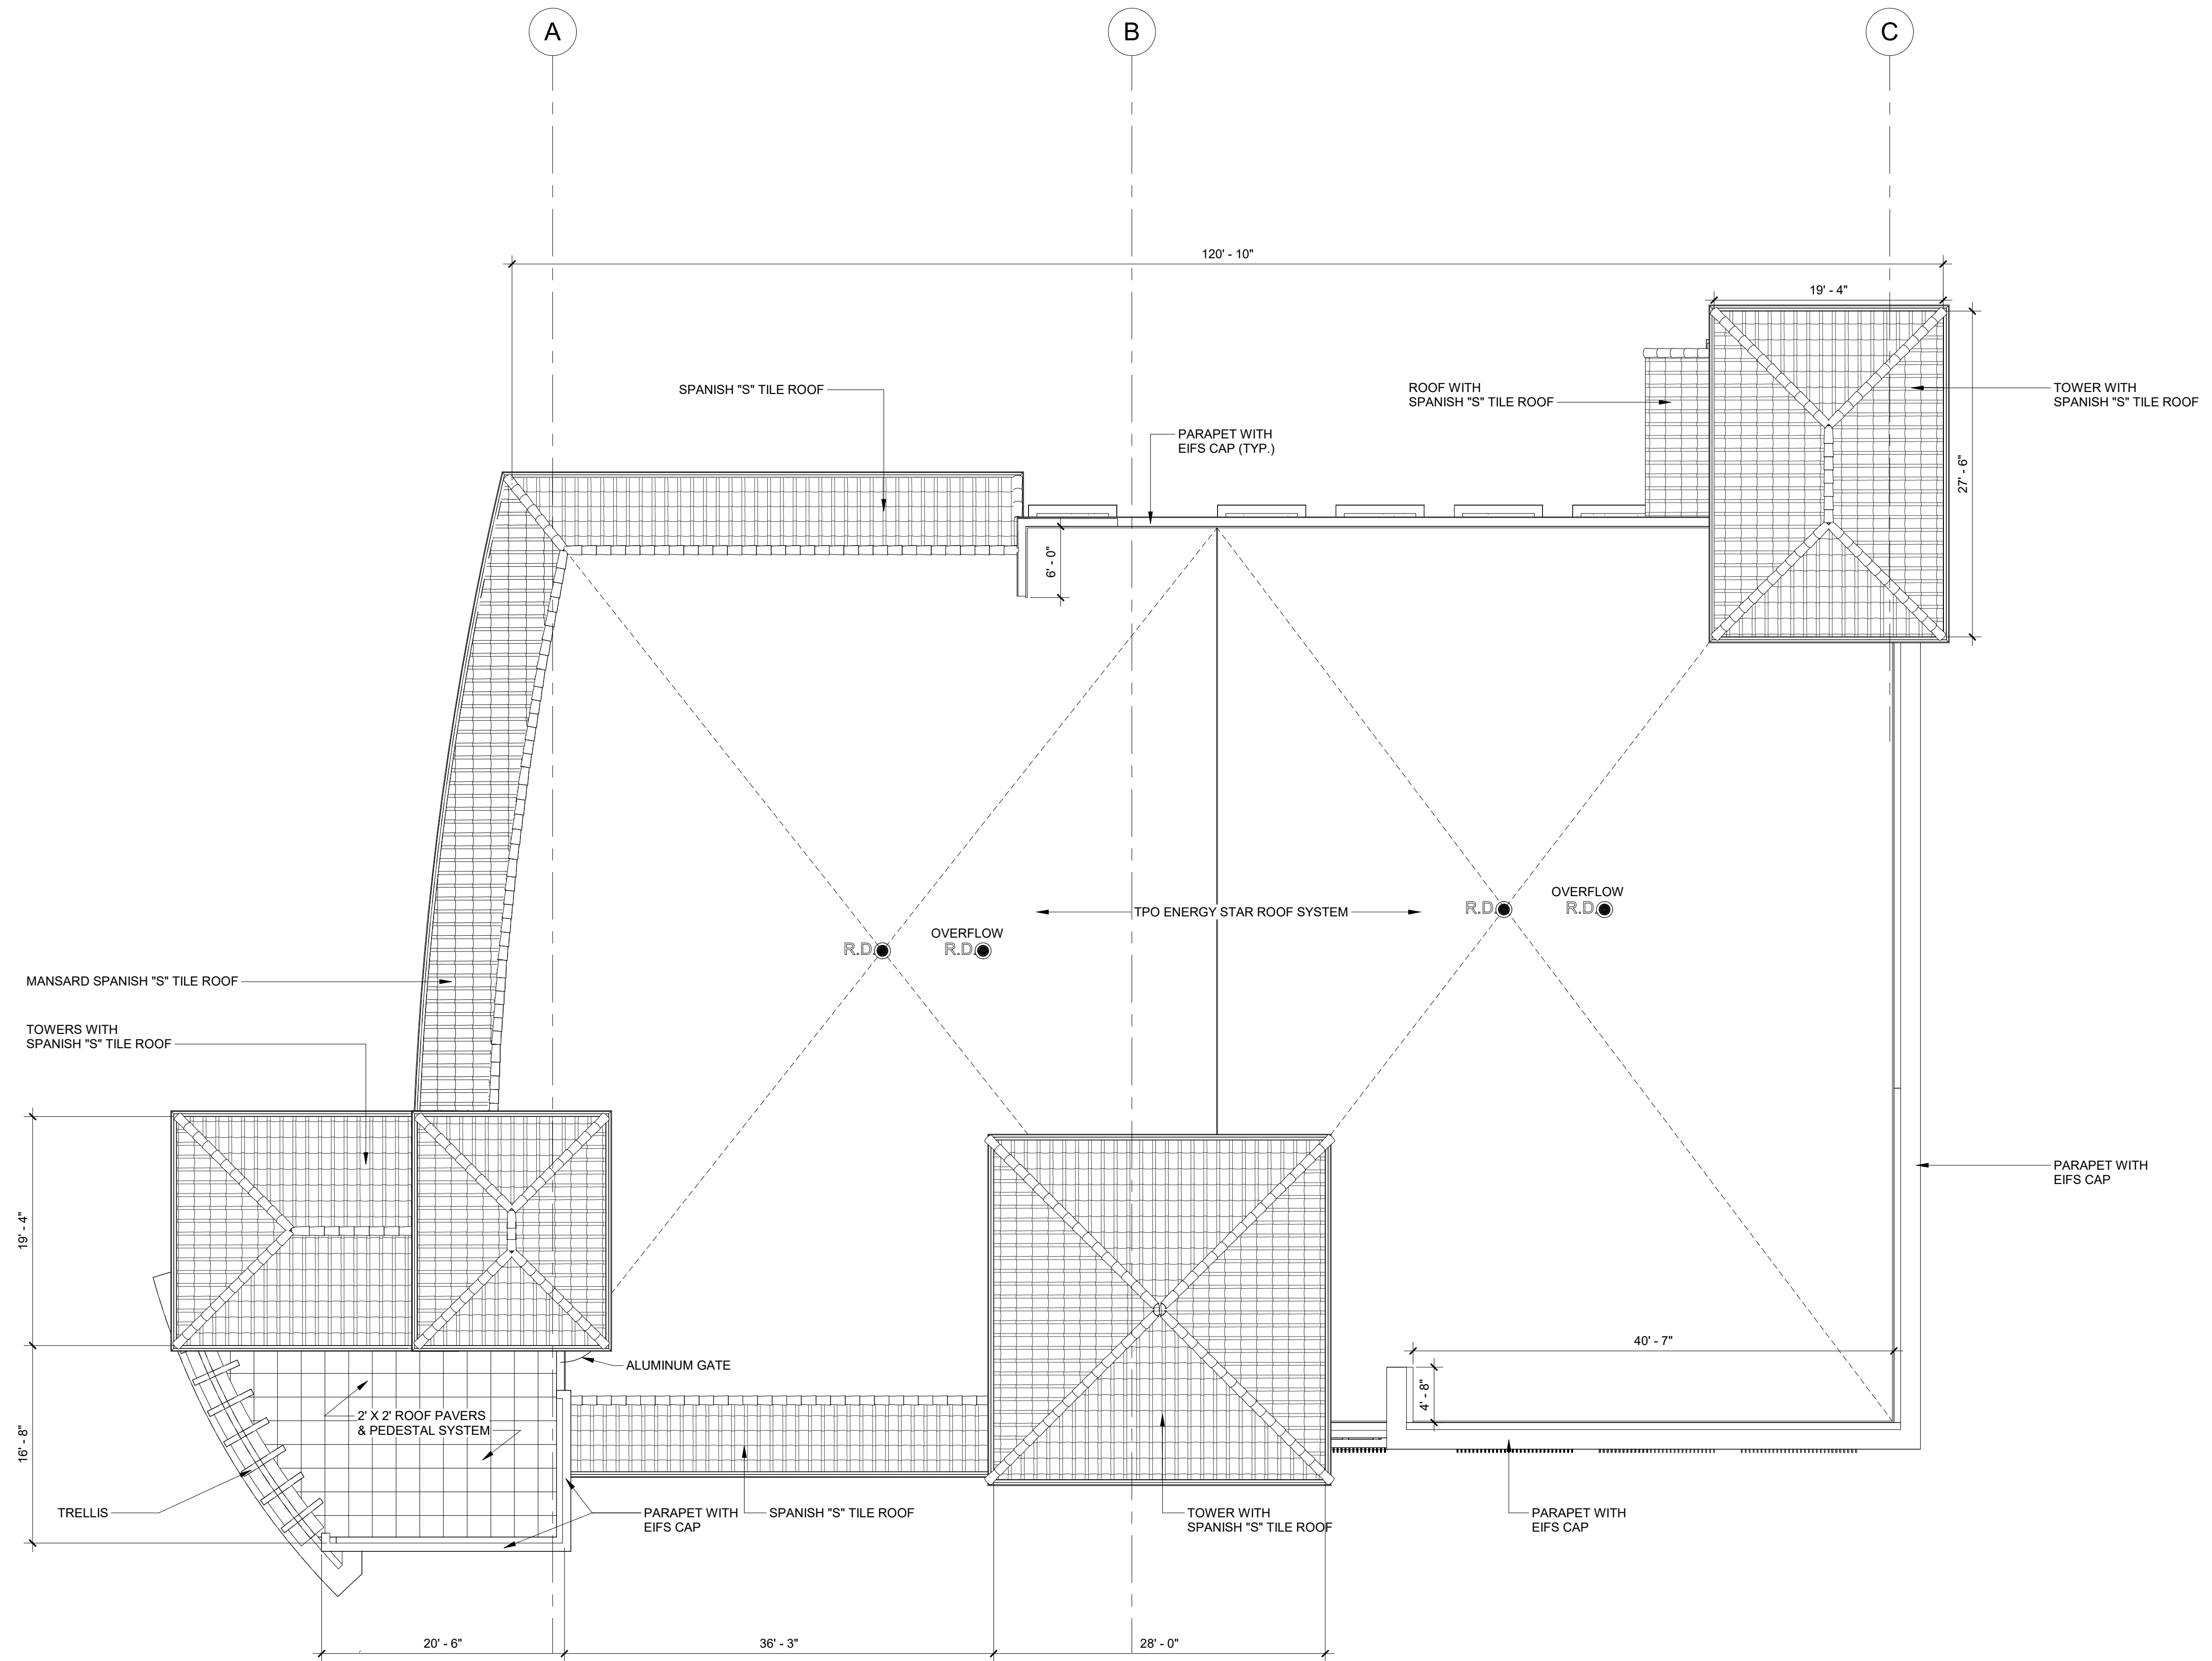 A
B
C
120' - 10"
19' - 4"
SPANISH "S" TILE ROOF
ROOF WITH
SPANISH "S" TILE ROOF
TOWER WITH
SPANISH "S" TILE ROOF
PARAPET WITH
EIFS CAP (TYP.)
27' - 6"
6' - 0"
OVERFLOW
R.D.
R.D.
TPO ENERGY STAR ROOF SYSTEM
OVERFLOW
R.D.
R.D.
MANSARD SPANISH "S" TILE ROOF
TOWERS WITH
SPANISH "S" TILE ROOF
PARAPET WITH
EIFS CAP
19' - 4"
40' - 7"
ALUMINUM GATE
4' - 8"
2' X 2' ROOF PAVERS
& PEDESTAL SYSTEM
16' - 8"
TRELLIS
PARAPET WITH
EIFS CAP
SPANISH "S" TILE ROOF
TOWER WITH
SPANISH "S" TILE ROOF
PARAPET WITH
EIFS CAP
20' - 6"
36' - 3"
28' - 0"